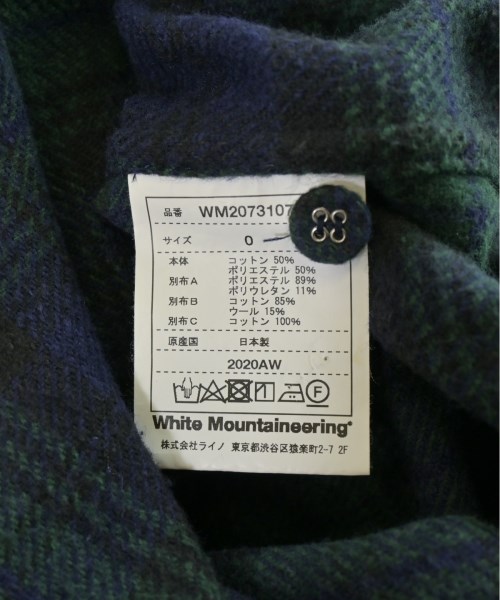 品番 WM2073107
サイズ 0
本体 コットン 50%
ポリエステル 50%
別布A ポリエステル 89%
ポリウレタン 11%
別布B コットン 85%
ウール 15%
別布C コットン 100%
原産国 日本製
2020AW
White Mountaineering®
株式会社ライノ 東京都渋谷区猿楽町2-7 2F